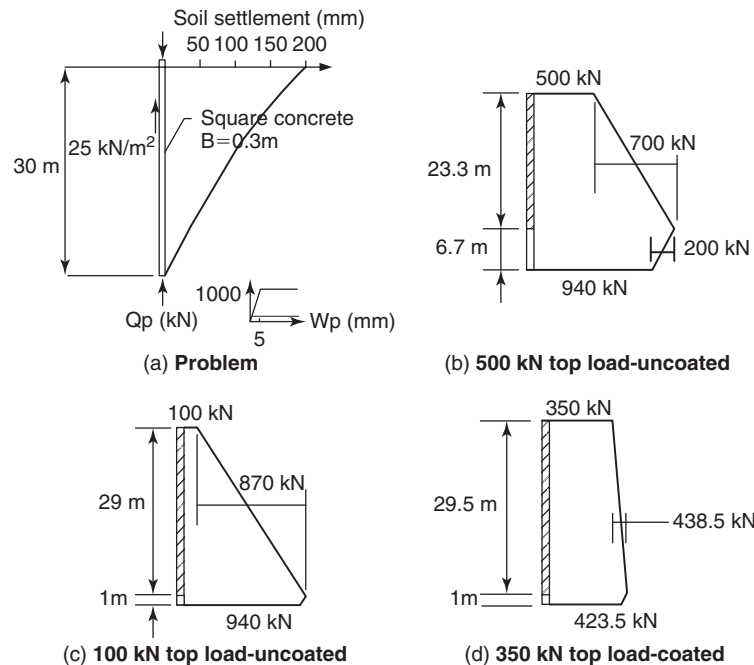 Soil settlement (mm)
50 100 150 200
30 m
25 kN/m²
Square concrete
B=0.3m
1000
Qp (kN)
Wp (mm)
5
(a) Problem
500 kN
700 kN
23.3 m
6.7 m
200 kN
940 kN
(b) 500 kN top load-uncoated
100 kN
870 kN
29 m
1m
940 kN
(c) 100 kN top load-uncoated
350 kN
29.5 m
438.5 kN
1m
423.5 kN
(d) 350 kN top load-coated